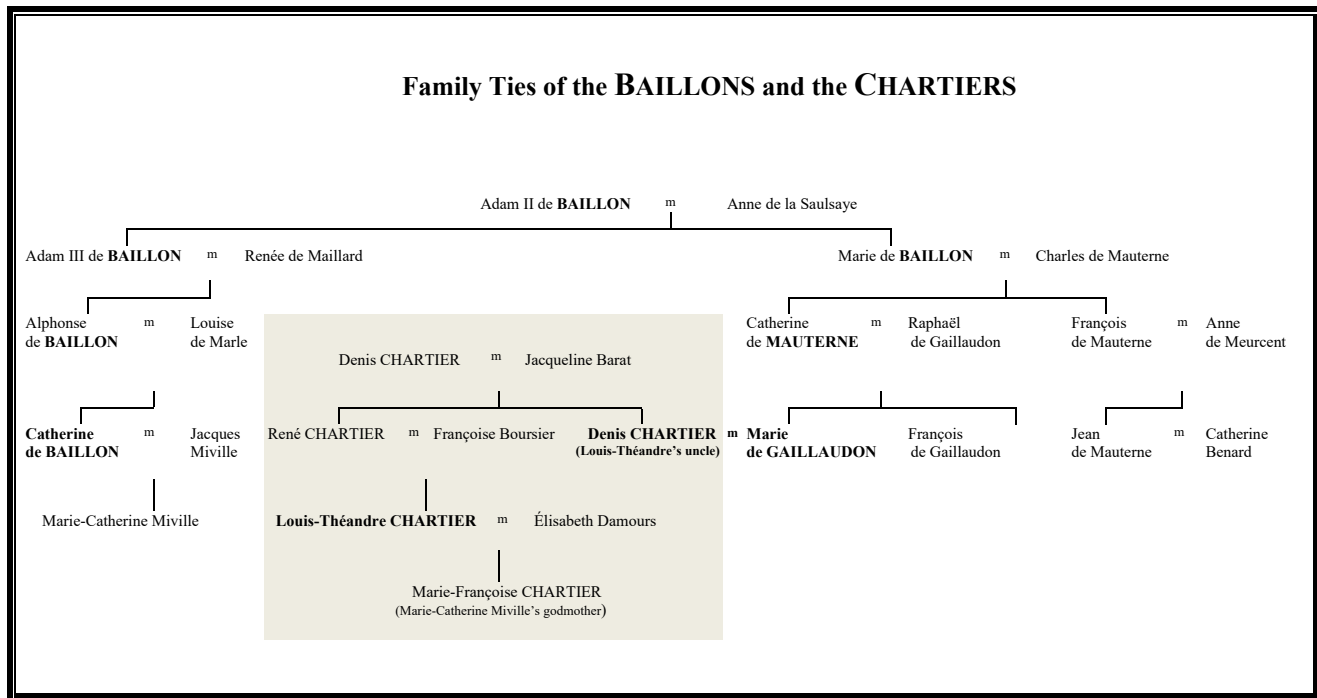 Family Ties of the BAILLONS and the CHARTIERS
Adam II de BAILLON m Anne de la Saulsaye
Adam III de BAILLON m Renée de Maillard Marie de BAILLON m Charles de Mauterne
Alphonse m Louise Catherine m Raphaël François m Anne
de BAILLON de Marle de MAUTERNE de Gaillaudon de Mauterne de Meurcent
Denis CHARTIER m Jacqueline Barat
Catherine m Jacques René CHARTIER m Françoise Boursier Denis CHARTIER m Marie François Jean m Catherine
de BAILLON Miville (Louis-Théandre's uncle) de GAILLAUDON de Gaillaudon de Mauterne Benard
Marie-Catherine Miville Louis-Théandre CHARTIER m Élisabeth Damours
Marie-Françoise CHARTIER
(Marie-Catherine Miville's godmother)